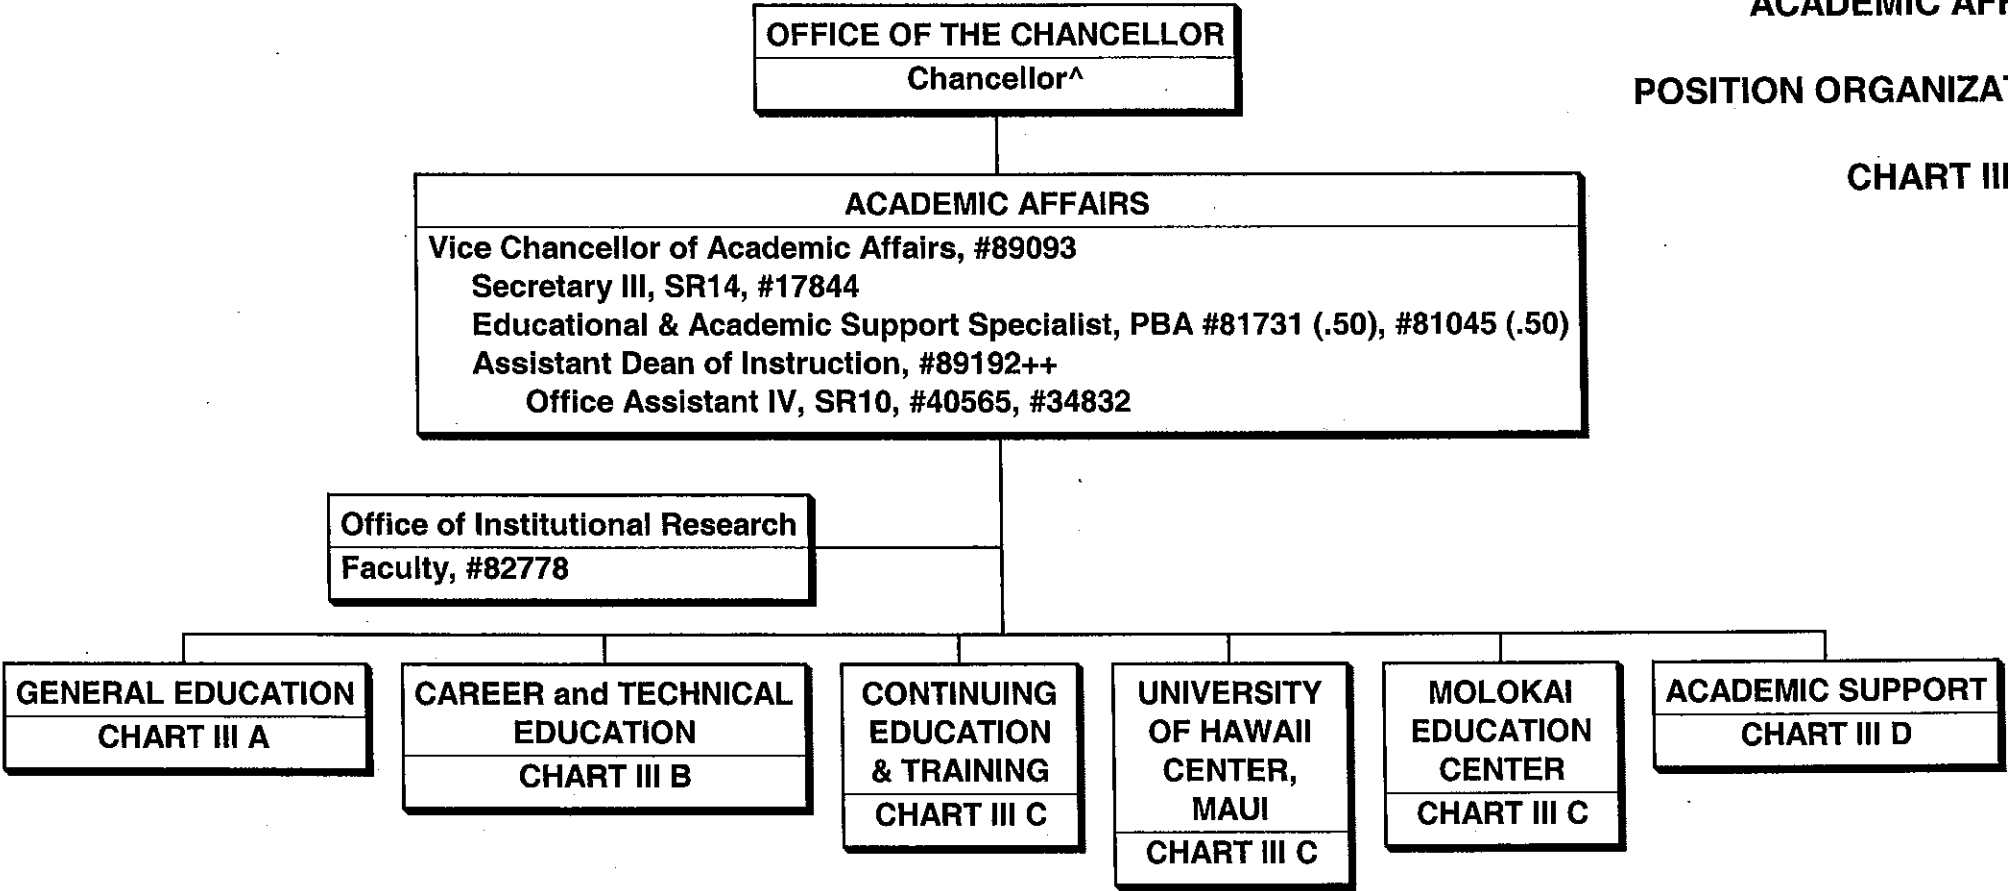 OFFICE OF THE CHANCELLOR
Chancellor^
POSITION
CHART III
ACADEMIC AFFAIRS
Vice Chancellor of Academic Affairs, #89093
Secretary III, SR14, #17844
Educational & Academic Support Specialist, PBA #81731 (.50), #81045 (.50)
Assistant Dean of Instruction, #89192++
Office Assistant IV, SR10, #40565, #34832
Office of Institutional Research
Faculty, #82778
GENERAL EDUCATION
CHART III A
CAREER and TECHNICAL
EDUCATION
CHART III B
CONTINUING
EDUCATION
& TRAINING
CHART III C
UNIVERSITY
OF HAWAII
CENTER,
MAUI
CHART III C
MOLOKAI
EDUCATION
CENTER
CHART III C
ACADEMIC SUPPORT
CHART III D